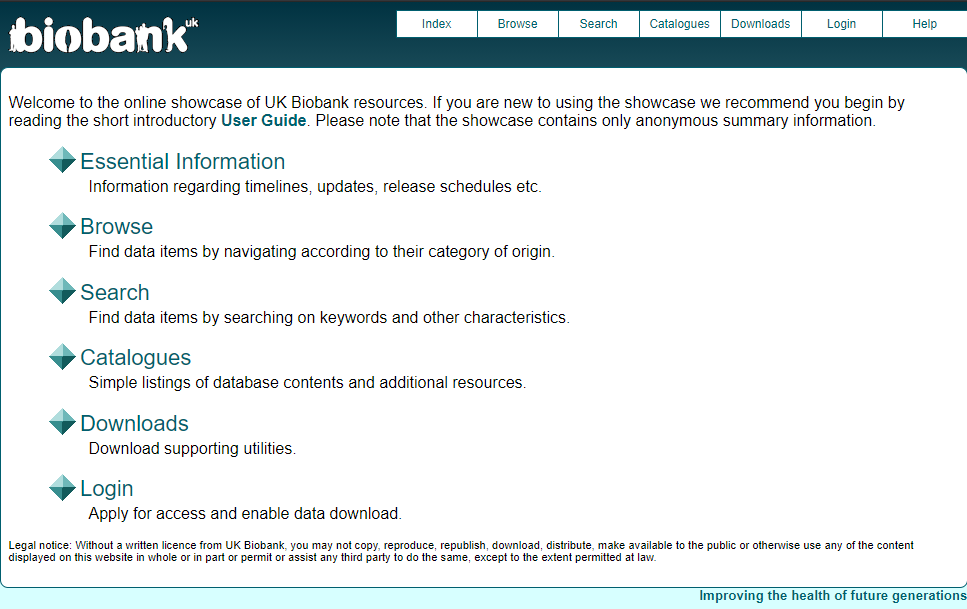 biobank uk
Index Browse Search Catalogues Downloads Login Help
Welcome to the online showcase of UK Biobank resources. If you are new to using the showcase we recommend you begin by
reading the short introductory User Guide. Please note that the showcase contains only anonymous summary information.
Essential Information
Information regarding timelines, updates, release schedules etc.
Browse
Find data items by navigating according to their category of origin.
Search
Find data items by searching on keywords and other characteristics.
Catalogues
Simple listings of database contents and additional resources.
Downloads
Download supporting utilities.
Login
Apply for access and enable data download.
Legal notice: Without a written licence from UK Biobank, you may not copy, reproduce, republish, download, distribute, make available to the public or otherwise use any of the content
displayed on this website in whole or in part or permit or assist any third party to do the same, except to the extent permitted at law.
Improving the health of future generations